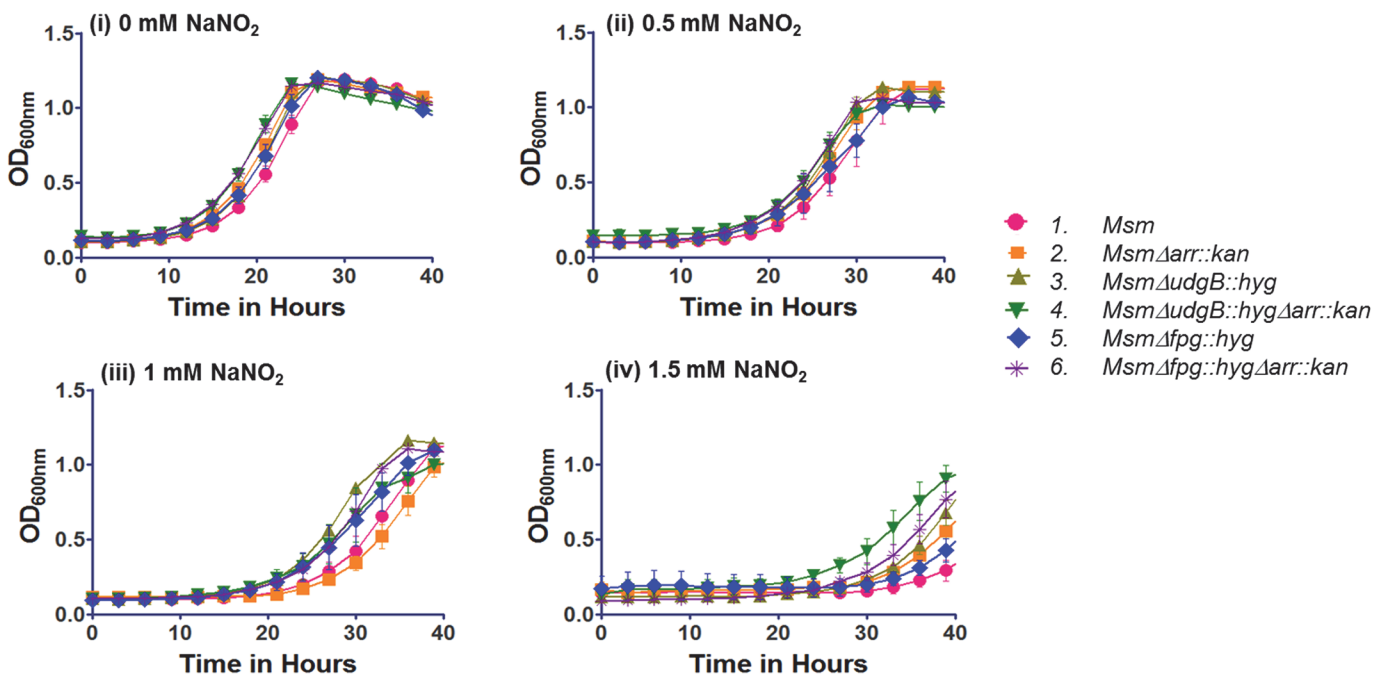 (i) 0 mM NaNO₂
1.5
1.0
0.5
0.0
OD₆₀₀nm
0 10 20 30 40
Time in Hours
(ii) 0.5 mM NaNO₂
1.5
1.0
0.5
0.0
OD₆₀₀nm
0 10 20 30 40
Time in Hours
(iii) 1 mM NaNO₂
1.5
1.0
0.5
0.0
OD₆₀₀nm
0 10 20 30 40
Time in Hours
(iv) 1.5 mM NaNO₂
1.5
1.0
0.5
0.0
OD₆₀₀nm
0 10 20 30 40
Time in Hours
1. Msm
2. MsmΔarr::kan
3. MsmΔudgB::hyg
4. MsmΔudgB::hygΔarr::kan
5. MsmΔfpg::hyg
6. MsmΔfpg::hygΔarr::kan